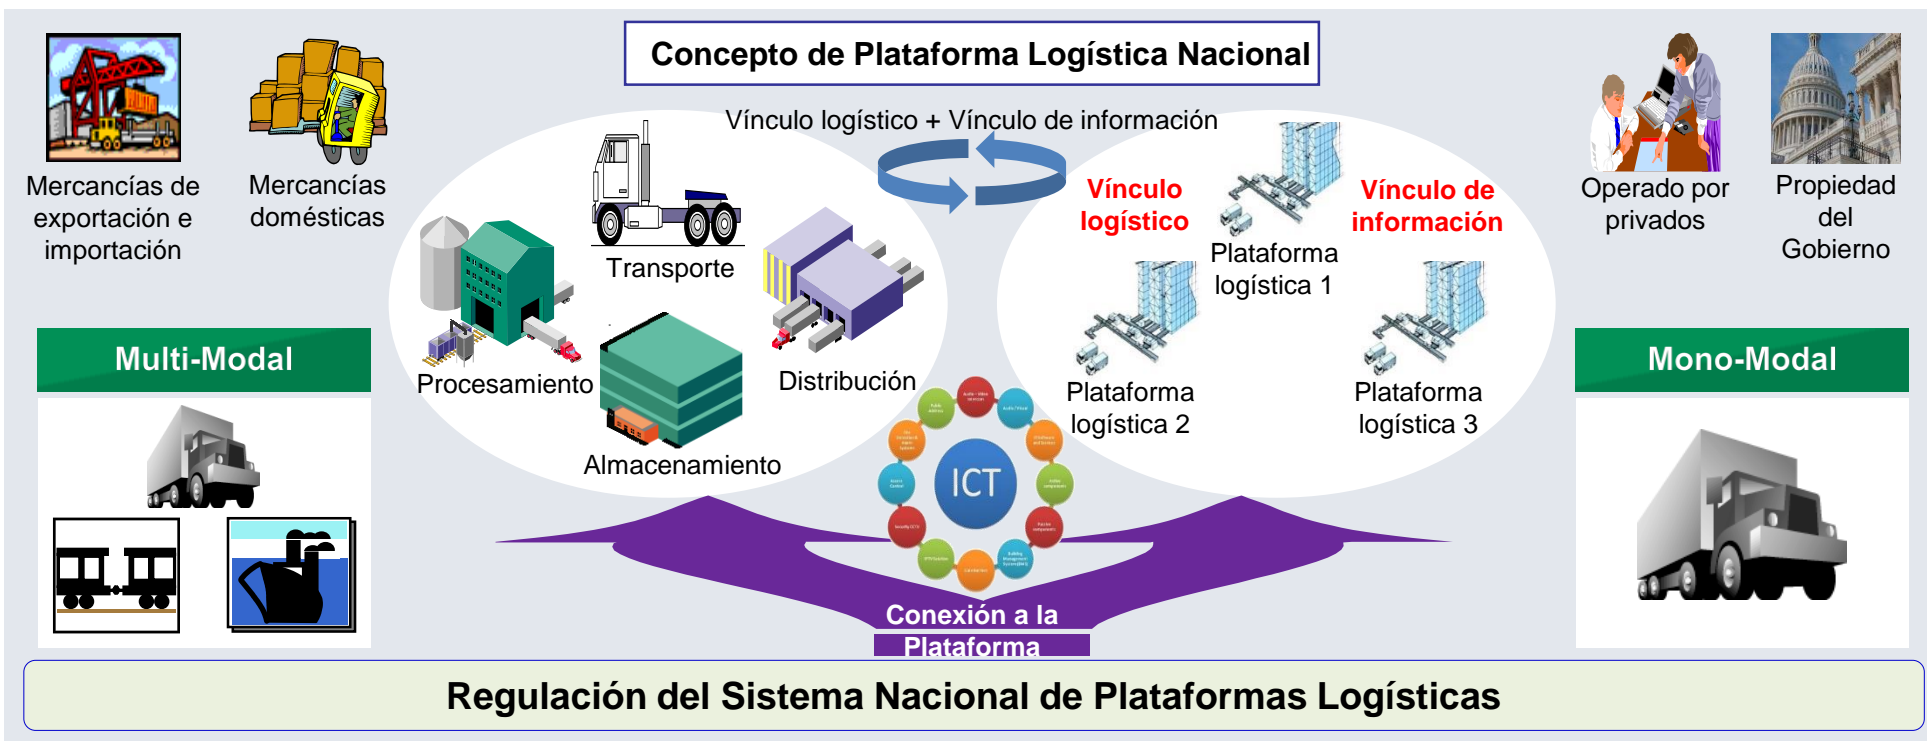 Concepto de Plataforma Logística Nacional
Mercancías de
exportación e
importación
Mercancías
domésticas
Vínculo logístico + Vínculo de información
Transporte
Procesamiento
Distribución
Almacenamiento
Vínculo
logístico
Vínculo de
información
Plataforma
logística 1
Plataforma
logística 2
Plataforma
logística 3
Operado por
privados
Propiedad
del
Gobierno
Multi-Modal
Mono-Modal
ICT
Conexión a la
Plataforma
Regulación del Sistema Nacional de Plataformas Logísticas